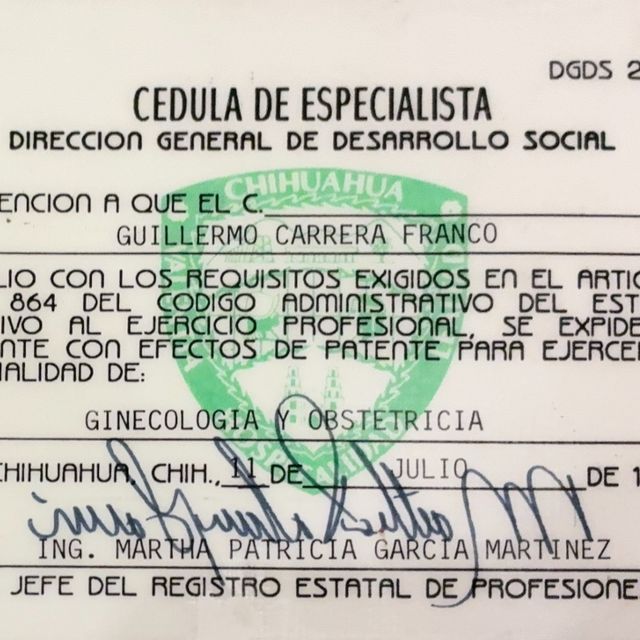 DGDS 2
CEDULA DE ESPECIALISTA
DIRECCION GENERAL DE DESARROLLO SOCIAL
CHIHUAHUA
ENCION A QUE EL C.
GUILLERMO CARRERA FRANCO
LIO CON LOS REQUISITOS EXIGIDOS EN EL ARTIC
864 DEL CODIGO ADMINISTRATIVO DEL EST
IVO AL EJERCICIO PROFESIONAL, SE EXPIDE
NTE CON EFECTOS DE PATENTE PARA EJERCER
IALIDAD DE:
GINECOLOGIA Y OBSTETRICIA
CHIHUAHUA, CHIH., 11 DE JULIO DE 1
ING. MARTHA PATRICIA GARCIA MARTINEZ
JEFE DEL REGISTRO ESTATAL DE PROFESIONE